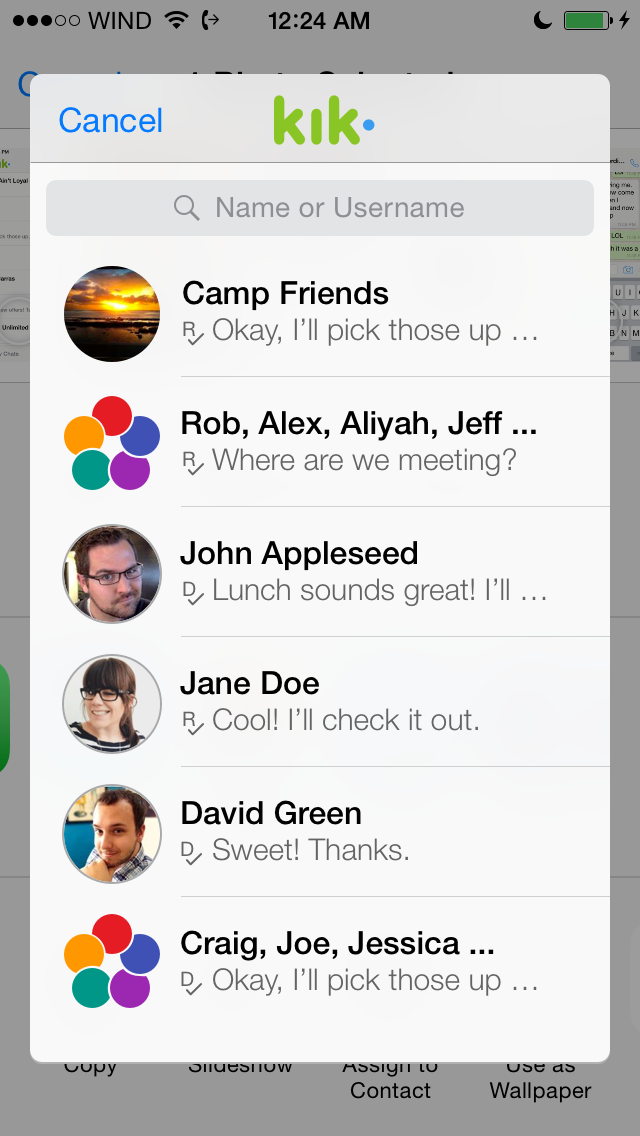 WIND 12:24 AM
Cancel kik.
Name or Username
Camp Friends
R Okay, I'll pick those up ...
Rob, Alex, Aliyah, Jeff ...
R Where are we meeting?
John Appleseed
D Lunch sounds great! I'll ...
Jane Doe
R Cool! I'll check it out.
David Green
D Sweet! Thanks.
Craig, Joe, Jessica ...
D Okay, I'll pick those up ...
Copy Slideshow Assign to Use as
Contact Wallpaper